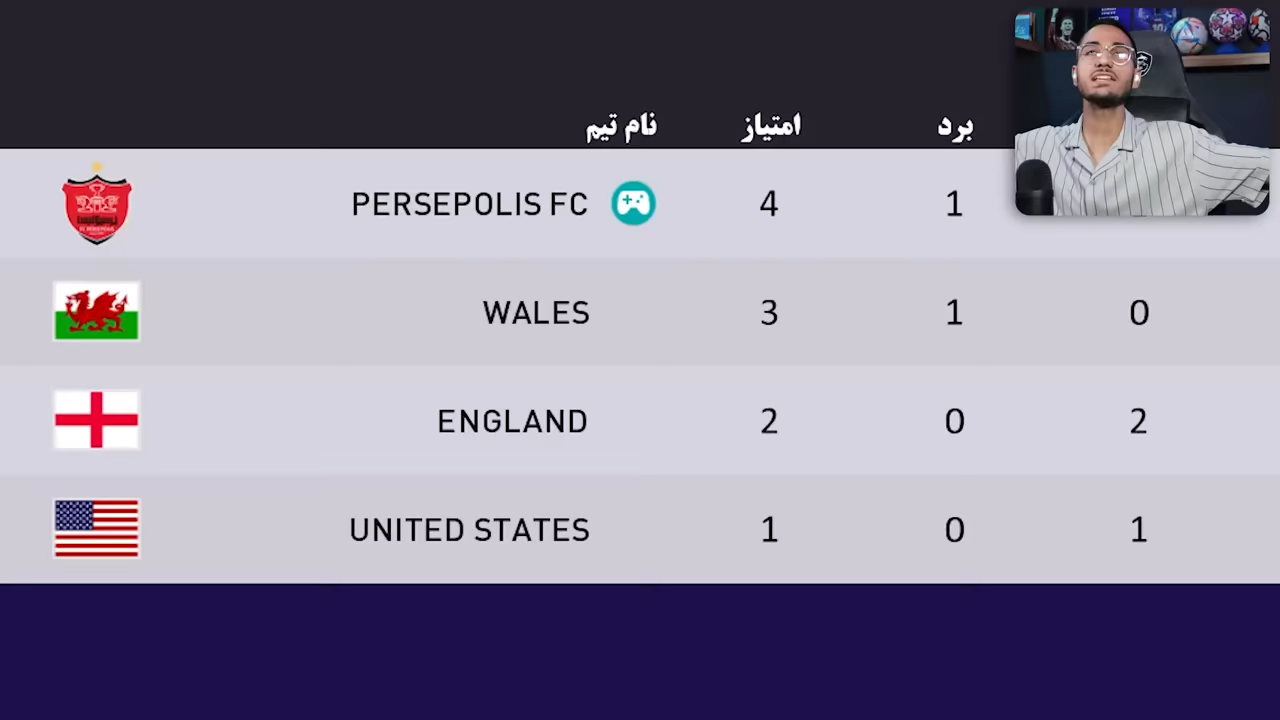 نام تیم امتیاز برد
PERSEPOLIS FC 4 1
WALES 3 1 0
ENGLAND 2 0 2
UNITED STATES 1 0 1